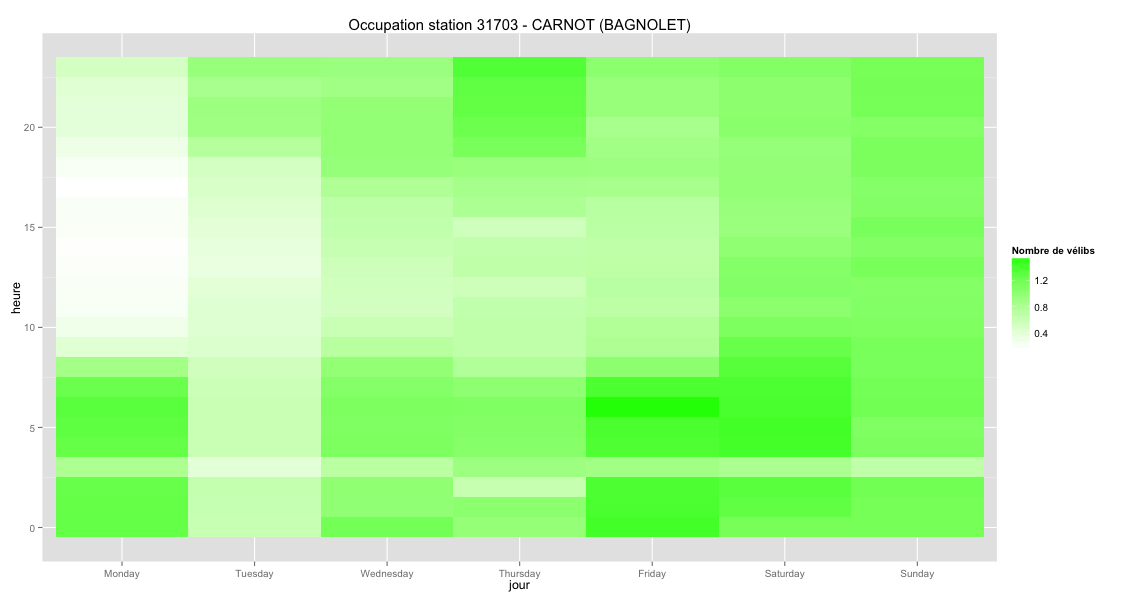 Occupation station 31703 - CARNOT (BAGNOLET)
20
15
10
5
0
heure
Monday Tuesday Wednesday Thursday Friday Saturday Sunday
jour
Nombre de vélibs
1.2
0.8
0.4